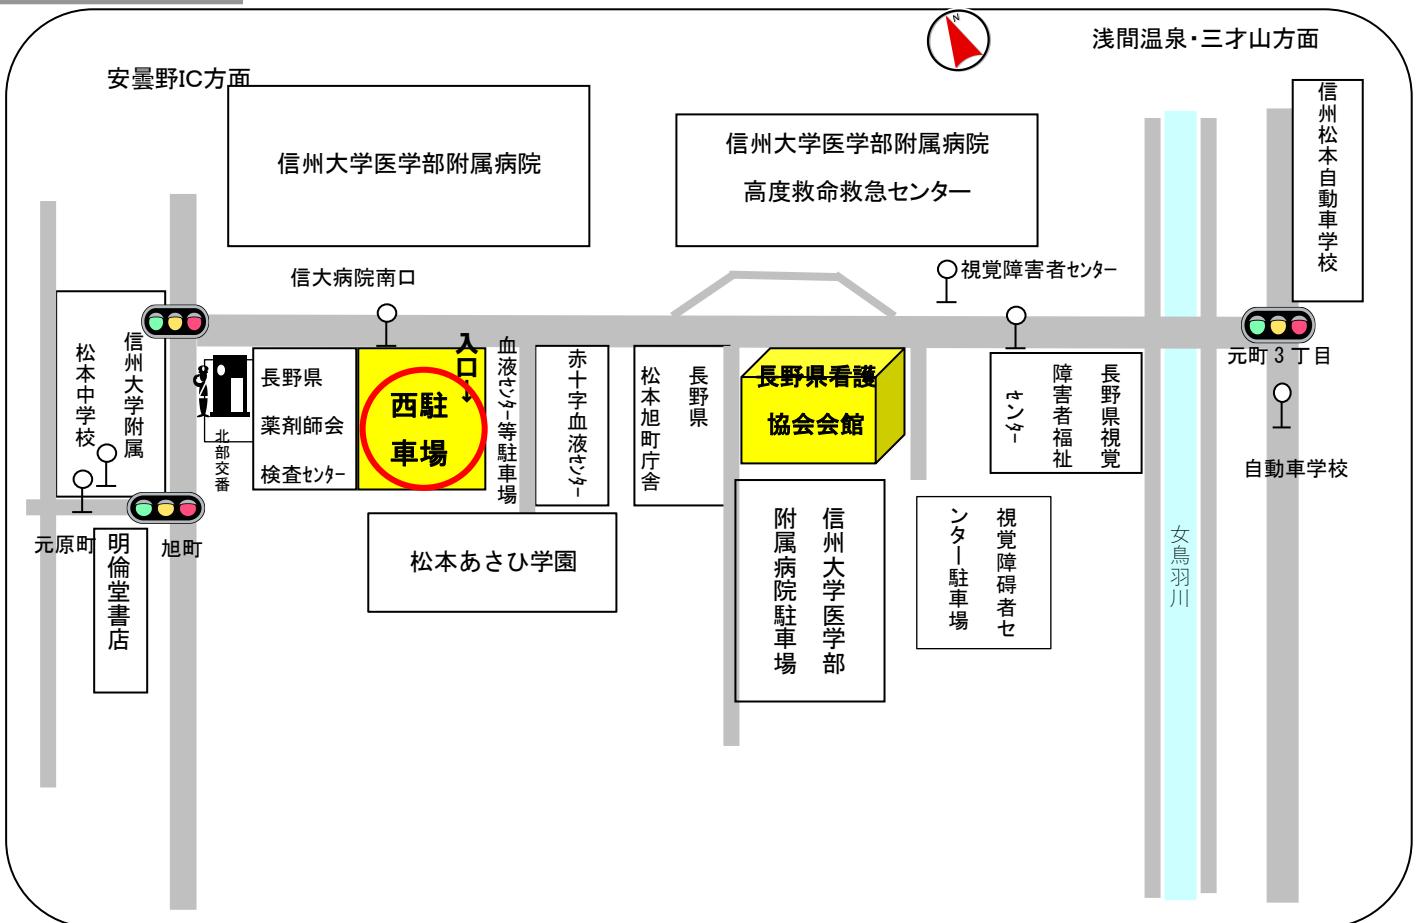 N
浅間温泉・三才山方面
安曇野IC方面
信州松本自動車学校
信州大学医学部附属病院
信州大学医学部附属病院
高度救命救急センター
信大病院南口
視覚障害者センター
信州大学附属
松本中学校
北部交番
長野県
薬剤師会
検査センター
西駐
車場
入口↓
血液センター等駐車場
赤十字血液センター
長野県
松本旭町庁舎
長野県看護
協会会館
長野県視覚
障害者福祉
センター
元町3丁目
自動車学校
元原町
旭町
明倫堂書店
松本あさひ学園
信州大学医学部
附属病院駐車場
視覚障碍者セ
ンター駐車場
女鳥羽川